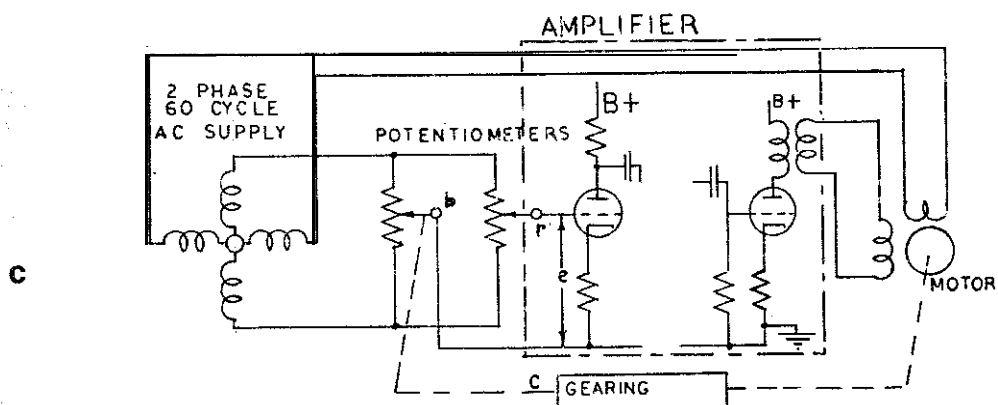 AMPLIFIER
2 PHASE
60 CYCLE
AC SUPPLY
POTENTIOMETERS
B+
B+
b
r
e
C
MOTOR
C
GEARING